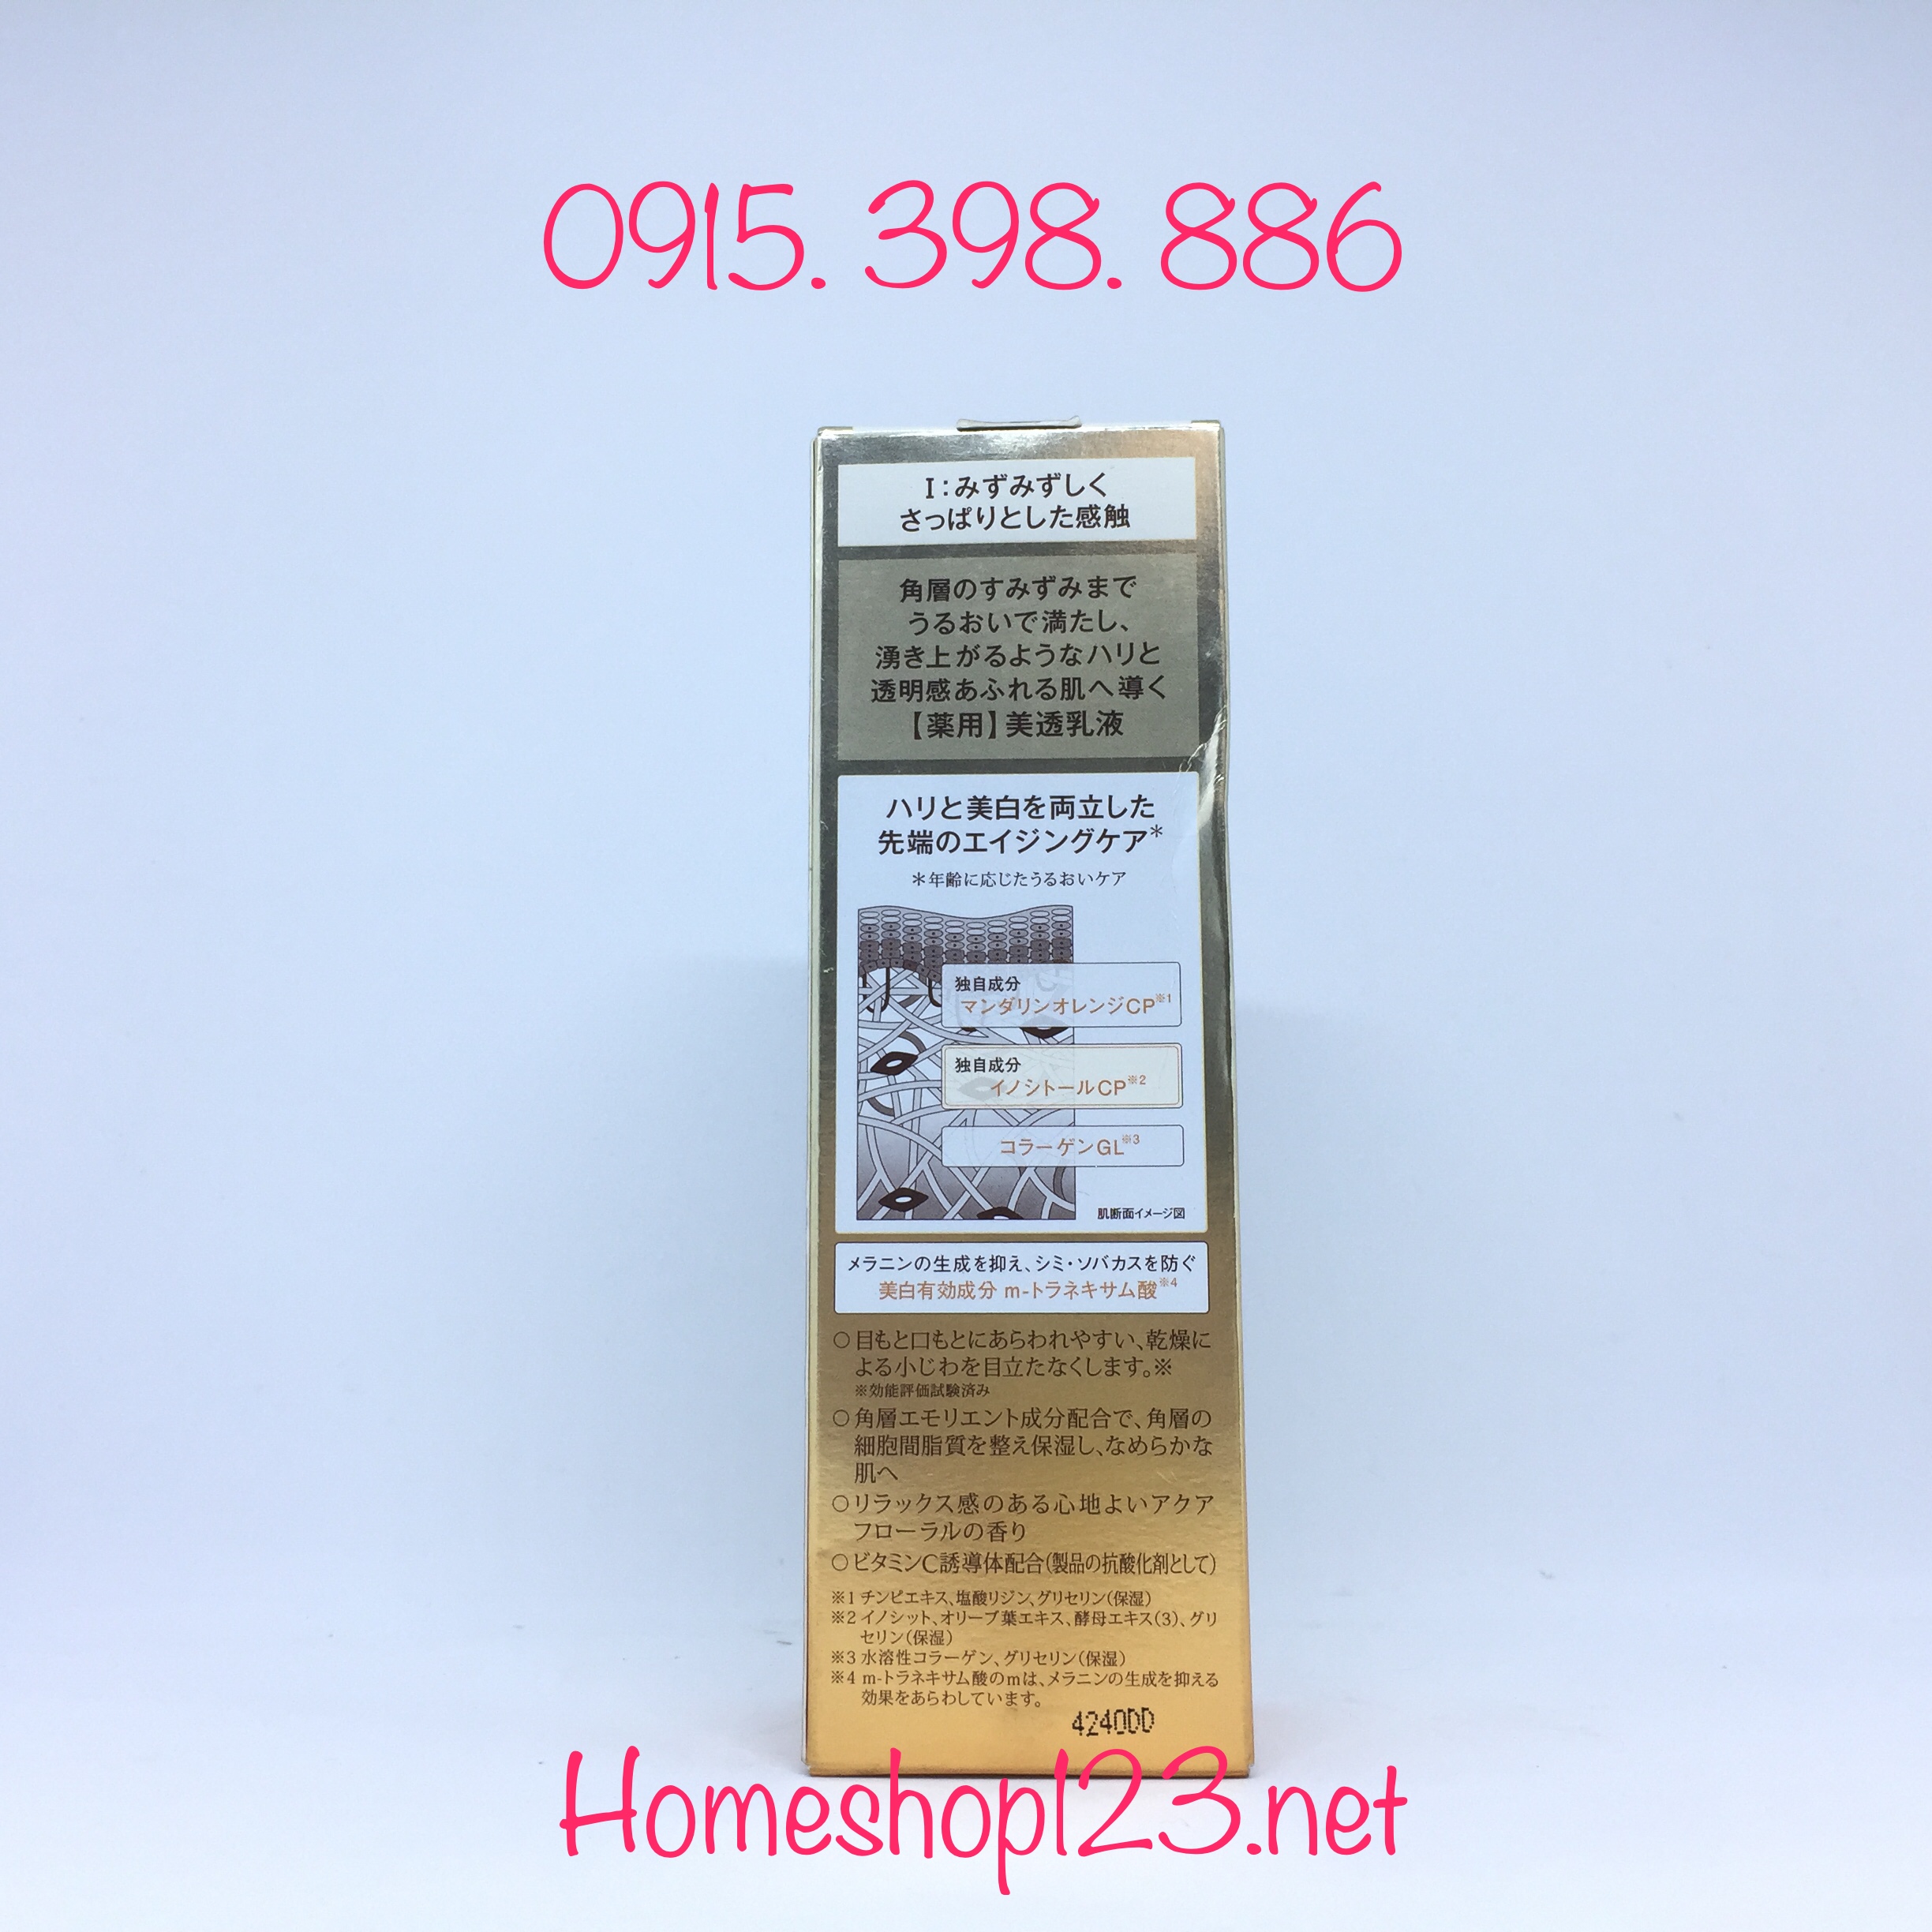 0915. 398. 886
I:みずみずしく
さっぱりとした感触
角層のすみずみまで
うるおいで満たし、
湧き上がるようなハリと
透明感あふれる肌へ導く
【薬用】美透乳液
ハリと美白を両立した
先端のエイジングケア*
*年齢に応じたうるおいケア
独自成分
マンダリンオレンジCP※1
独自成分
イノシトールCP※2
コラーゲンGL※3
肌断面イメージ図
メラニンの生成を抑え、シミ・ソバカスを防ぐ
美白有効成分 m-トラネキサム酸※4
○目もと口もとにあらわれやすい、乾燥に
よる小じわを目立たなくします。※
※効能評価試験済み
○角層エモリエント成分配合で、角層の
細胞間脂質を整え保湿し、なめらかな
肌へ
○リラックス感のある心地よいアクア
フローラルの香り
○ビタミンC誘導体配合(製品の抗酸化剤として)
※1 チンピエキス、塩酸リジン、グリセリン(保湿)
※2 イノシット、オリーブ葉エキス、酵母エキス(3)、グリ
セリン(保湿)
※3 水溶性コラーゲン、グリセリン(保湿)
※4 m-トラネキサム酸のmは、メラニンの生成を抑える
効果をあらわしています。
4240DD
Homeshop123.net